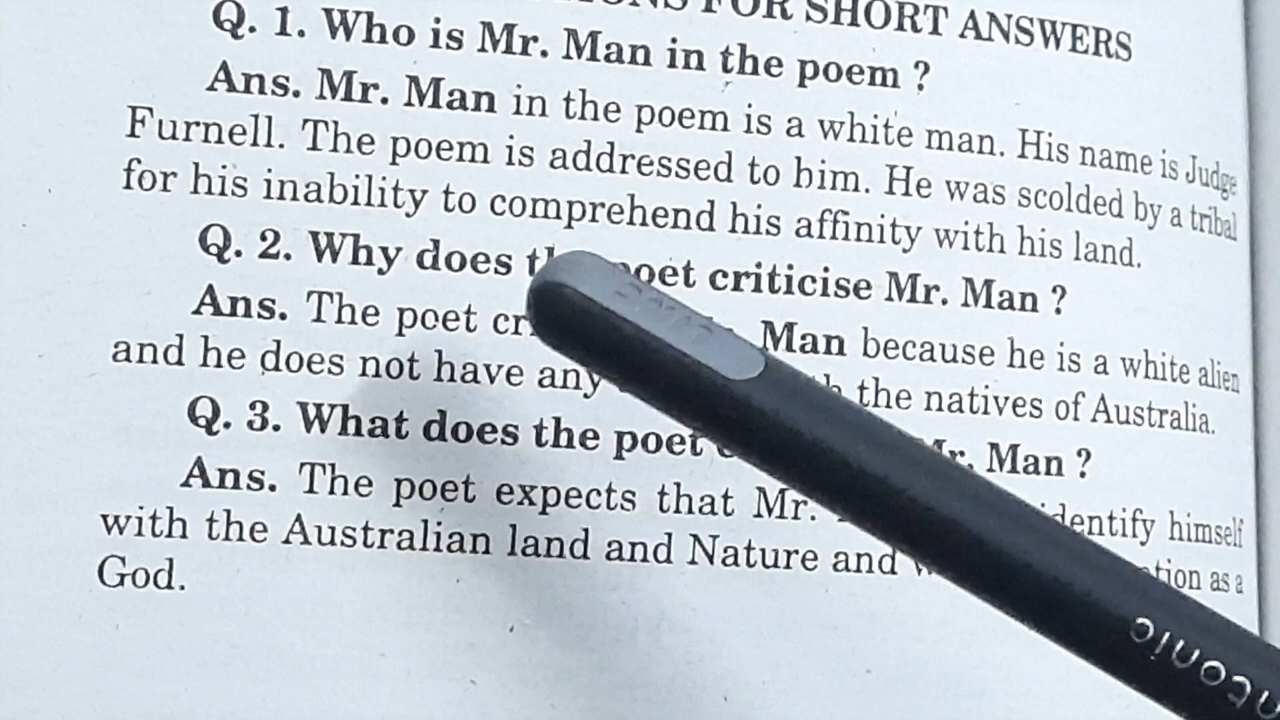 FOR SHORT ANSWERS
Q. 1. Who is Mr. Man in the poem ?
Ans. Mr. Man in the poem is a white man. His name is Judge
Furnell. The poem is addressed to him. He was scolded by a tribal
for his inability to comprehend his affinity with his land.
Q. 2. Why does poet criticise Mr. Man ?
Ans. The poet Man because he is a white alien
and he does not have any the natives of Australia.
Q. 3. What does the poet Mr. Man ?
Ans. The poet expects that Mr. identify himself
with the Australian land and Nature and as a
God.